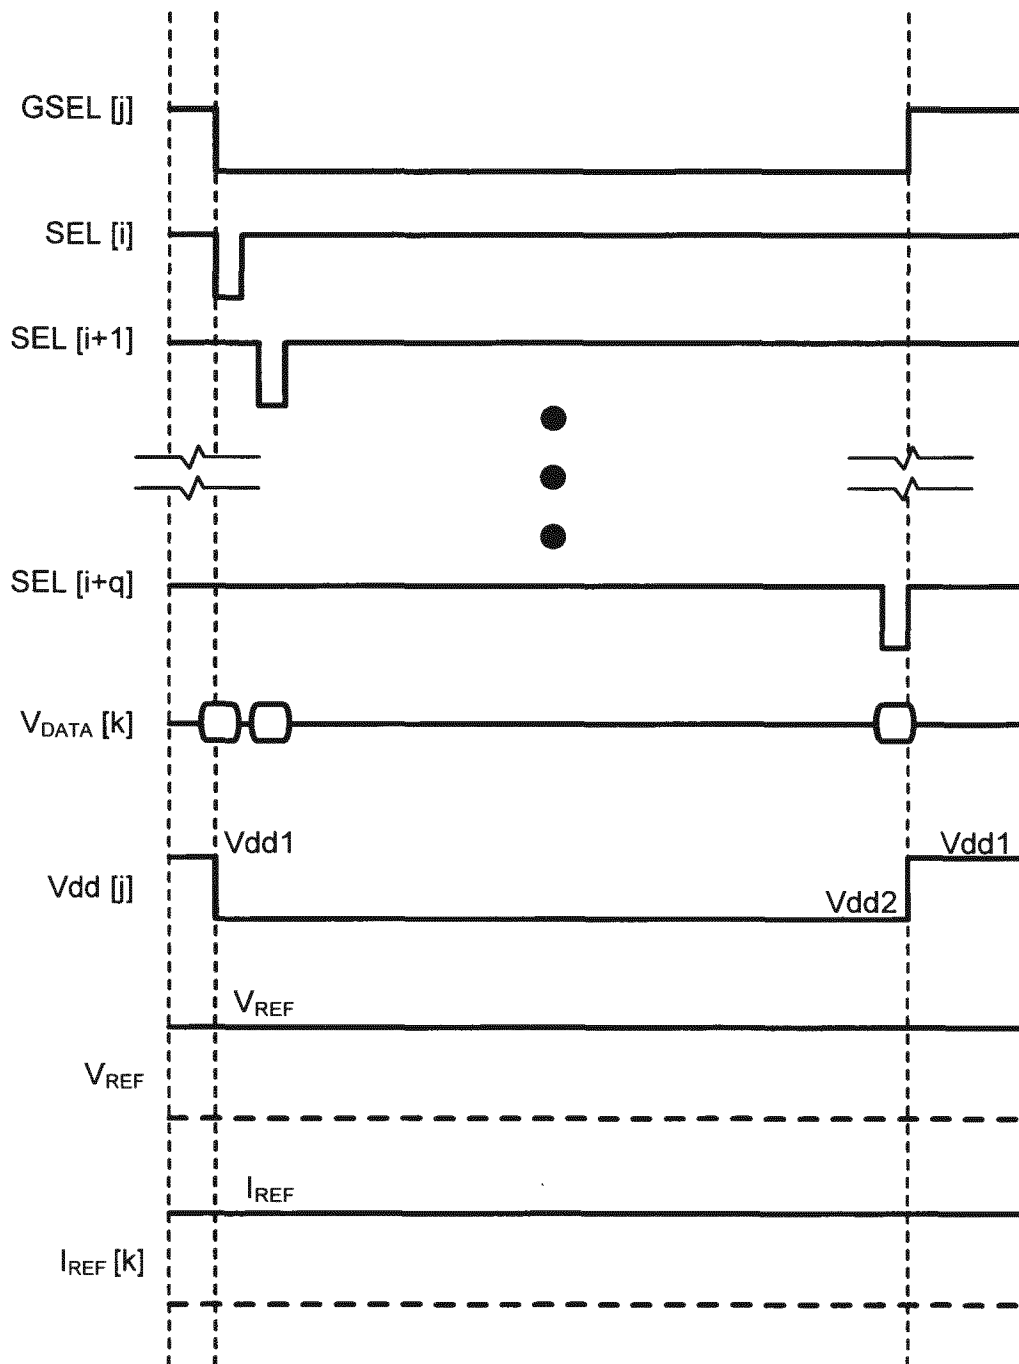 GSEL [j]
SEL [i]
SEL [i+1]
SEL [i+q]
VDATA [k]
Vdd1
Vdd1
Vdd [j]
Vdd2
VREF
VREF
IREF
IREF [k]